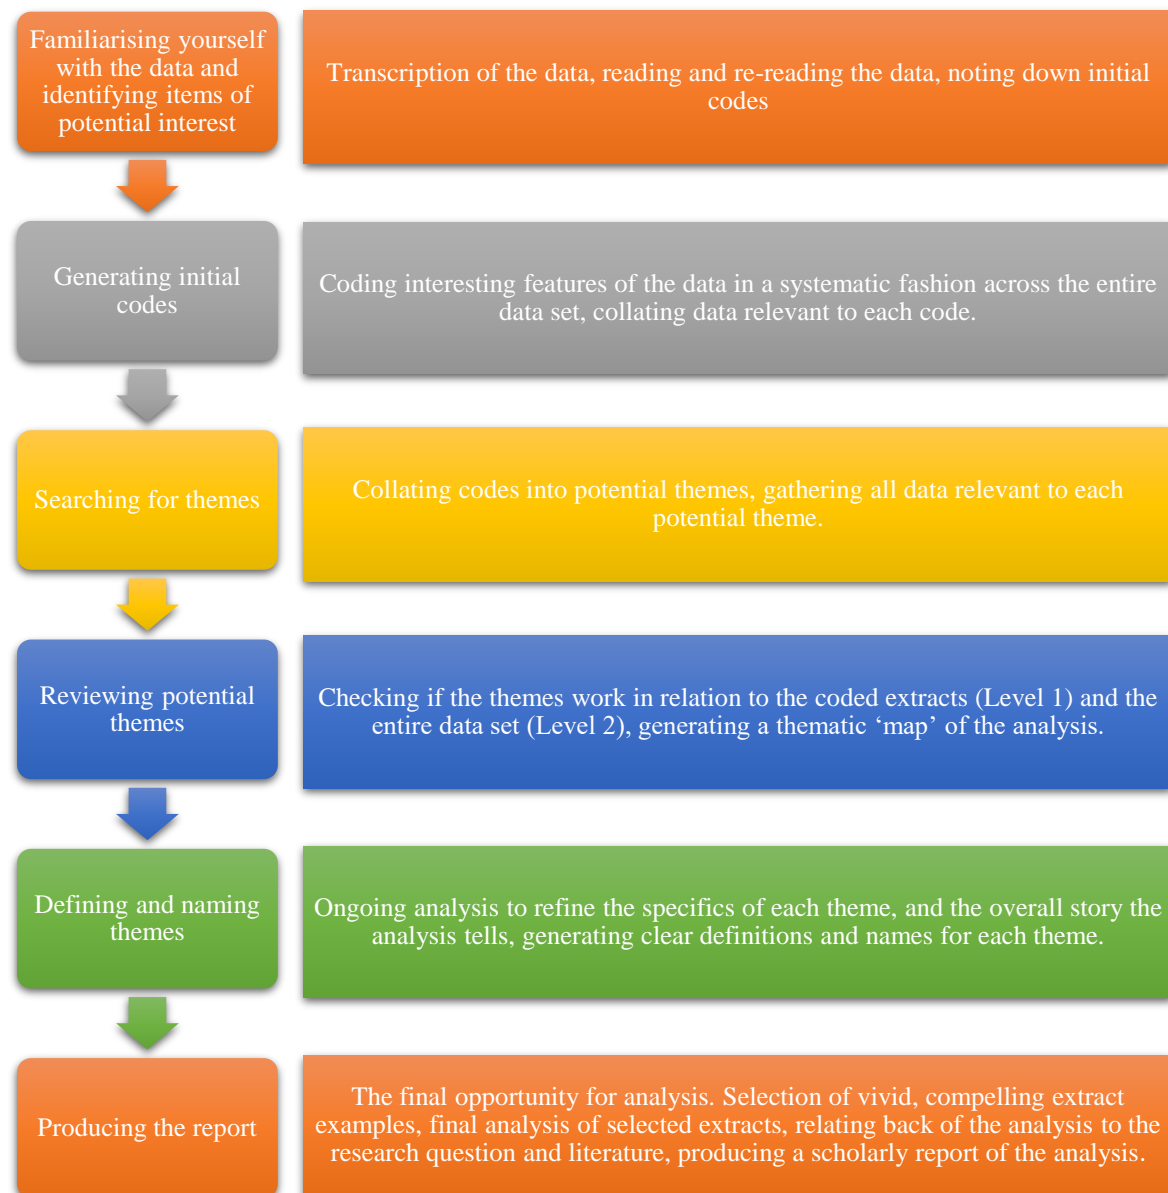 Familiarising yourself
with the data and
identifying items of
potential interest
Transcription of the data, reading and re-reading the data, noting down initial
codes
Generating initial
codes
Coding interesting features of the data in a systematic fashion across the entire
data set, collating data relevant to each code.
Searching for themes
Collating codes into potential themes, gathering all data relevant to each
potential theme.
Reviewing potential
themes
Checking if the themes work in relation to the coded extracts (Level 1) and the
entire data set (Level 2), generating a thematic ‘map’ of the analysis.
Defining and naming
themes
Ongoing analysis to refine the specifics of each theme, and the overall story the
analysis tells, generating clear definitions and names for each theme.
Producing the report
The final opportunity for analysis. Selection of vivid, compelling extract
examples, final analysis of selected extracts, relating back of the analysis to the
research question and literature, producing a scholarly report of the analysis.